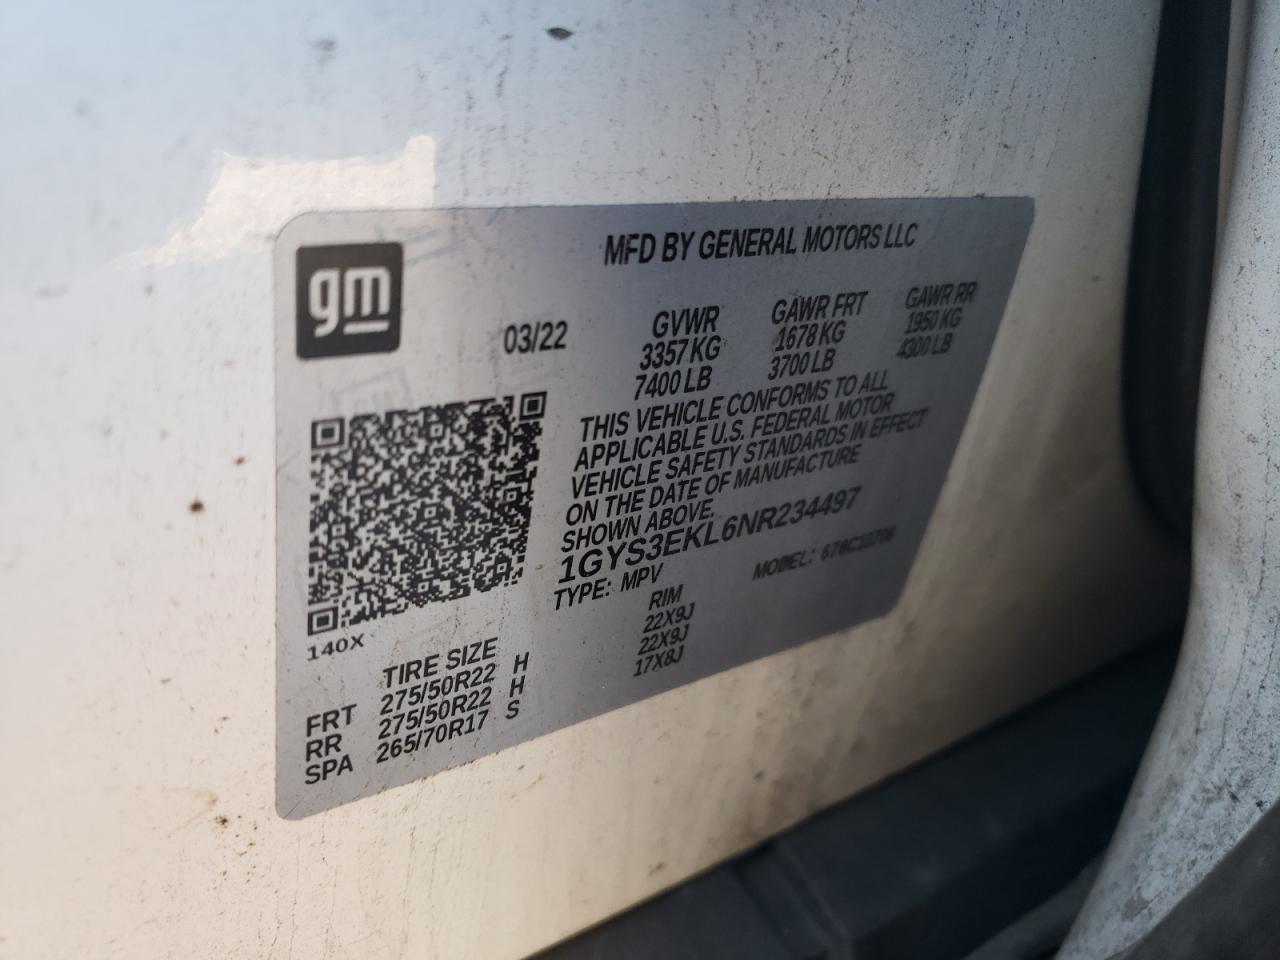 gm
MFD BY GENERAL MOTORS LLC
03/22
GVWR GAWR FRT GAWR RR
3357 KG 1678 KG 1950 KG
7400 LB 3700 LB 4300 LB
THIS VEHICLE CONFORMS TO ALL
APPLICABLE U.S. FEDERAL MOTOR
VEHICLE SAFETY STANDARDS IN EFFECT
ON THE DATE OF MANUFACTURE
SHOWN ABOVE.
1GYS3EKL6NR234497
TYPE: MPV MODEL:
140X
TIRE SIZE RIM
FRT 275/50R22 H 22X9J
RR 275/50R22 H 22X9J
SPA 265/70R17 S 17X8J